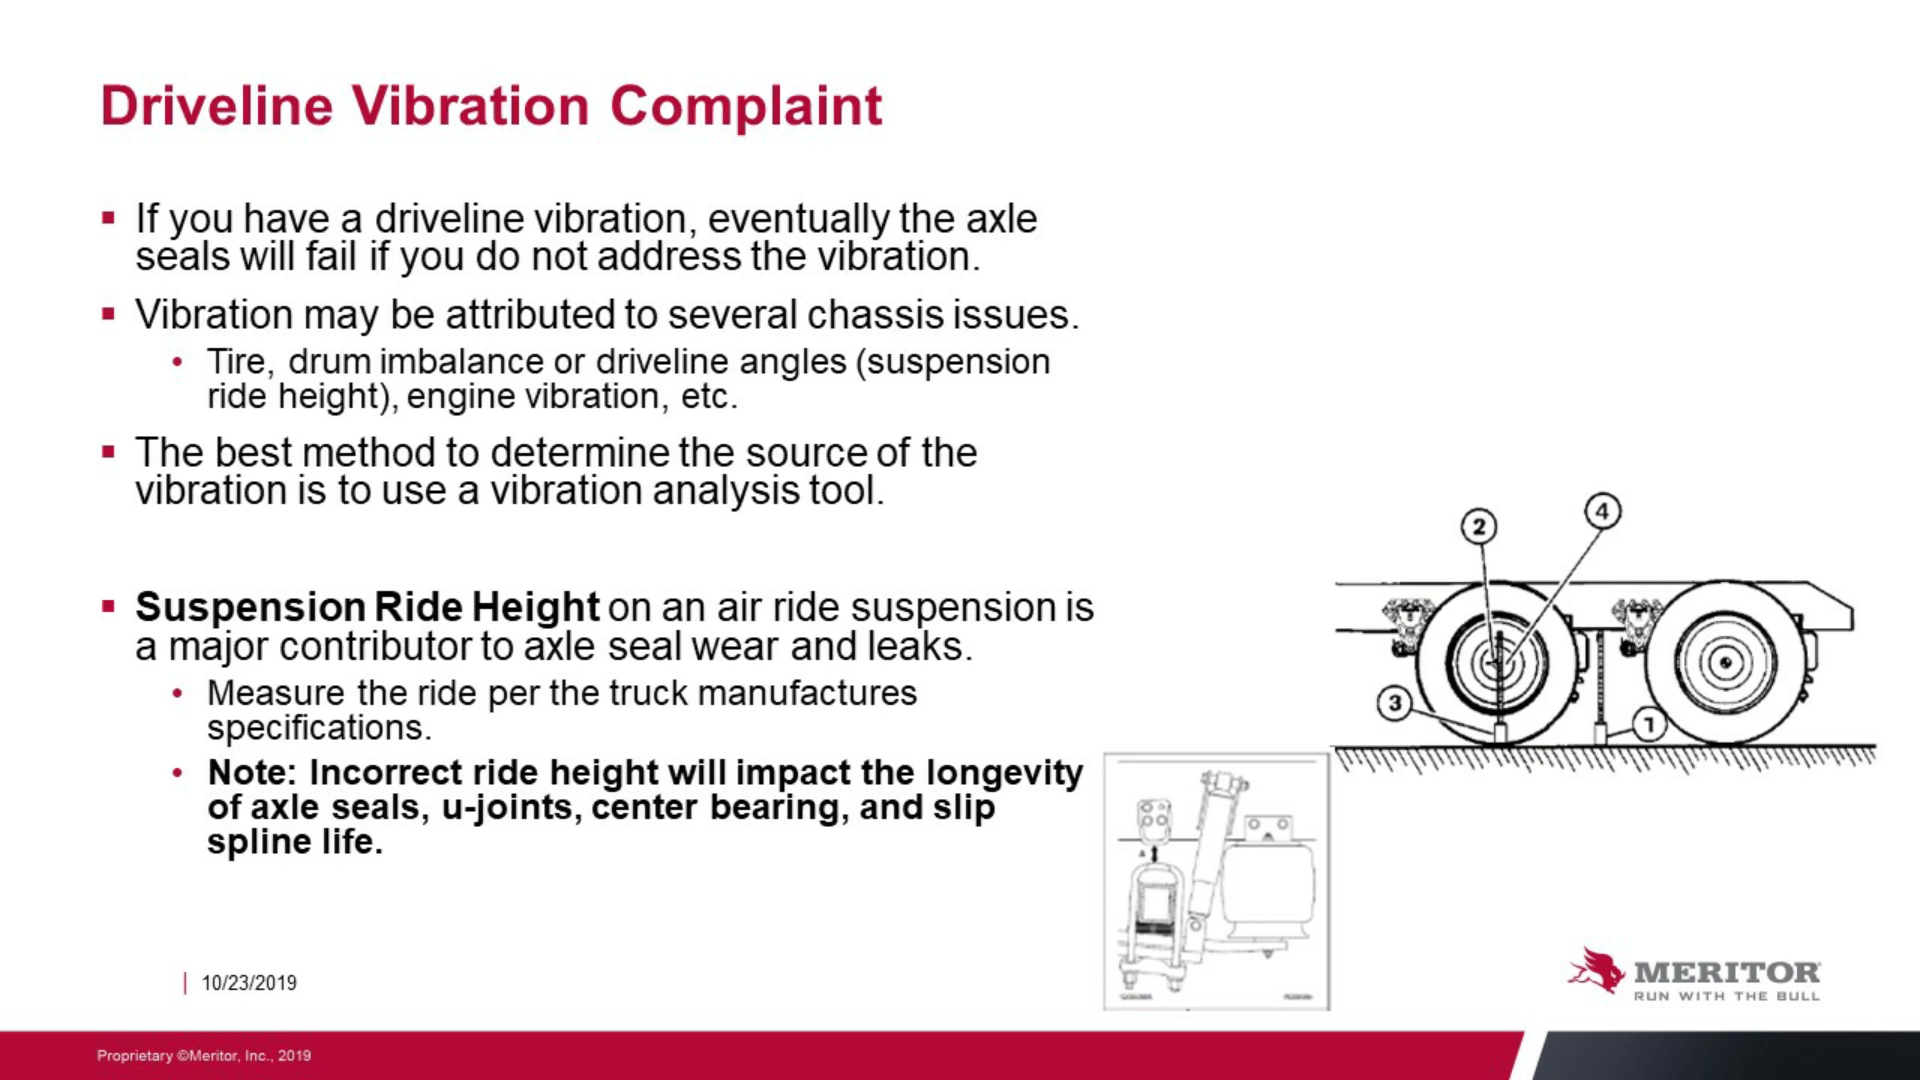 Driveline Vibration Complaint
If you have a driveline vibration, eventually the axle
seals will fail if you do not address the vibration.
Vibration may be attributed to several chassis issues.
Tire, drum imbalance or driveline angles (suspension
ride height), engine vibration, etc.
The best method to determine the source of the
vibration is to use a vibration analysis tool.
Suspension Ride Height on an air ride suspension is
a major contributor to axle seal wear and leaks.
Measure the ride per the truck manufactures
specifications.
Note: Incorrect ride height will impact the longevity
of axle seals, u-joints, center bearing, and slip
spline life.
2
4
3
1
A
10/23/2019
MERITOR
RUN WITH THE BULL
Proprietary ©Meritor, Inc., 2019